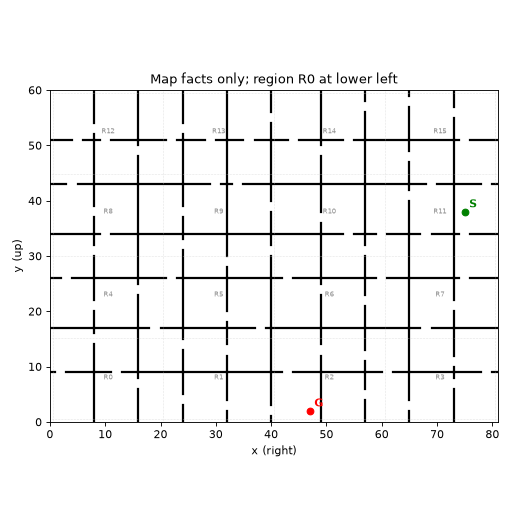 Map facts only; region R0 at lower left
60
R12 R13 R14 R15
50
40
S
R8 R9 R10 R11
30
y (up)
R4 R5 R6 R7
20
10
R0 R1 R2 R3
G
0
0 10 20 30 40 50 60 70 80
x (right)